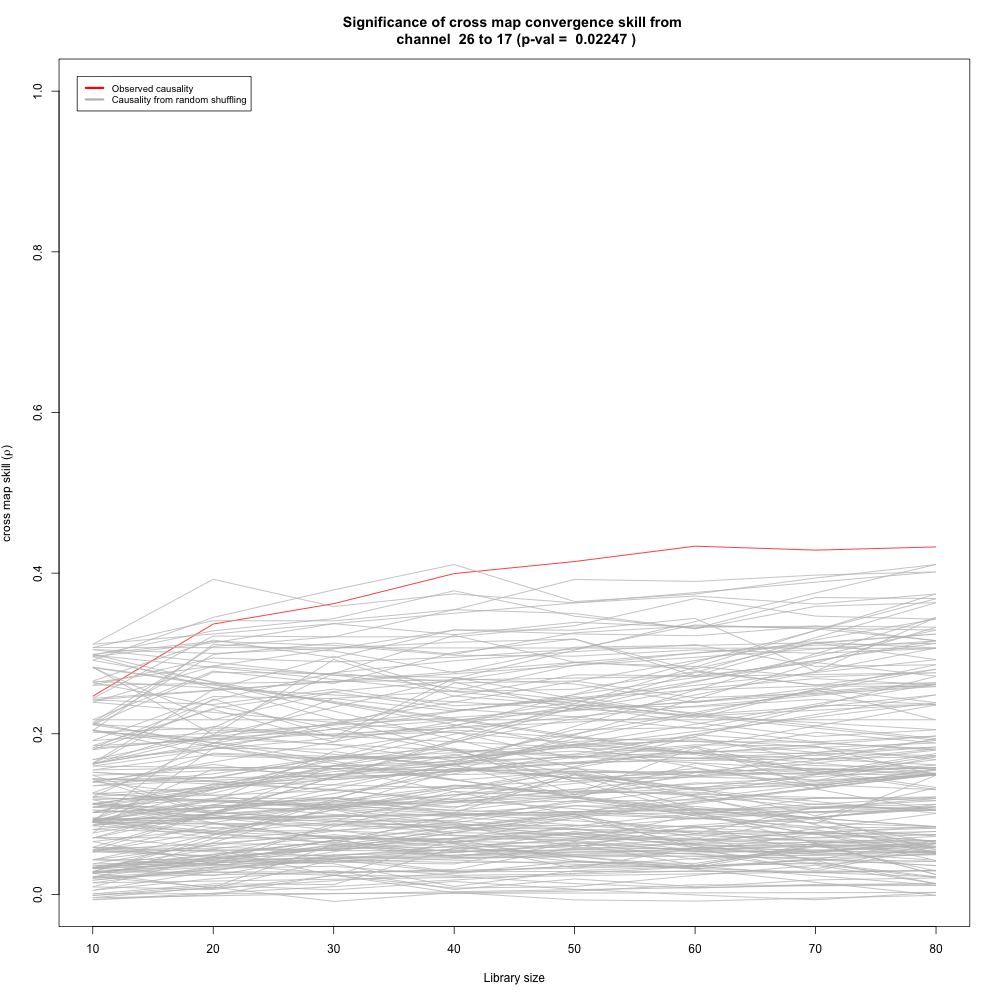 Significance of cross map convergence skill from
channel  26 to 17 (p-val =  0.02247 )
Observed causality
Causality from random shuffling
cross map skill (ρ)
1.0
0.8
0.6
0.4
0.2
0.0
10 20 30 40 50 60 70 80
Library size